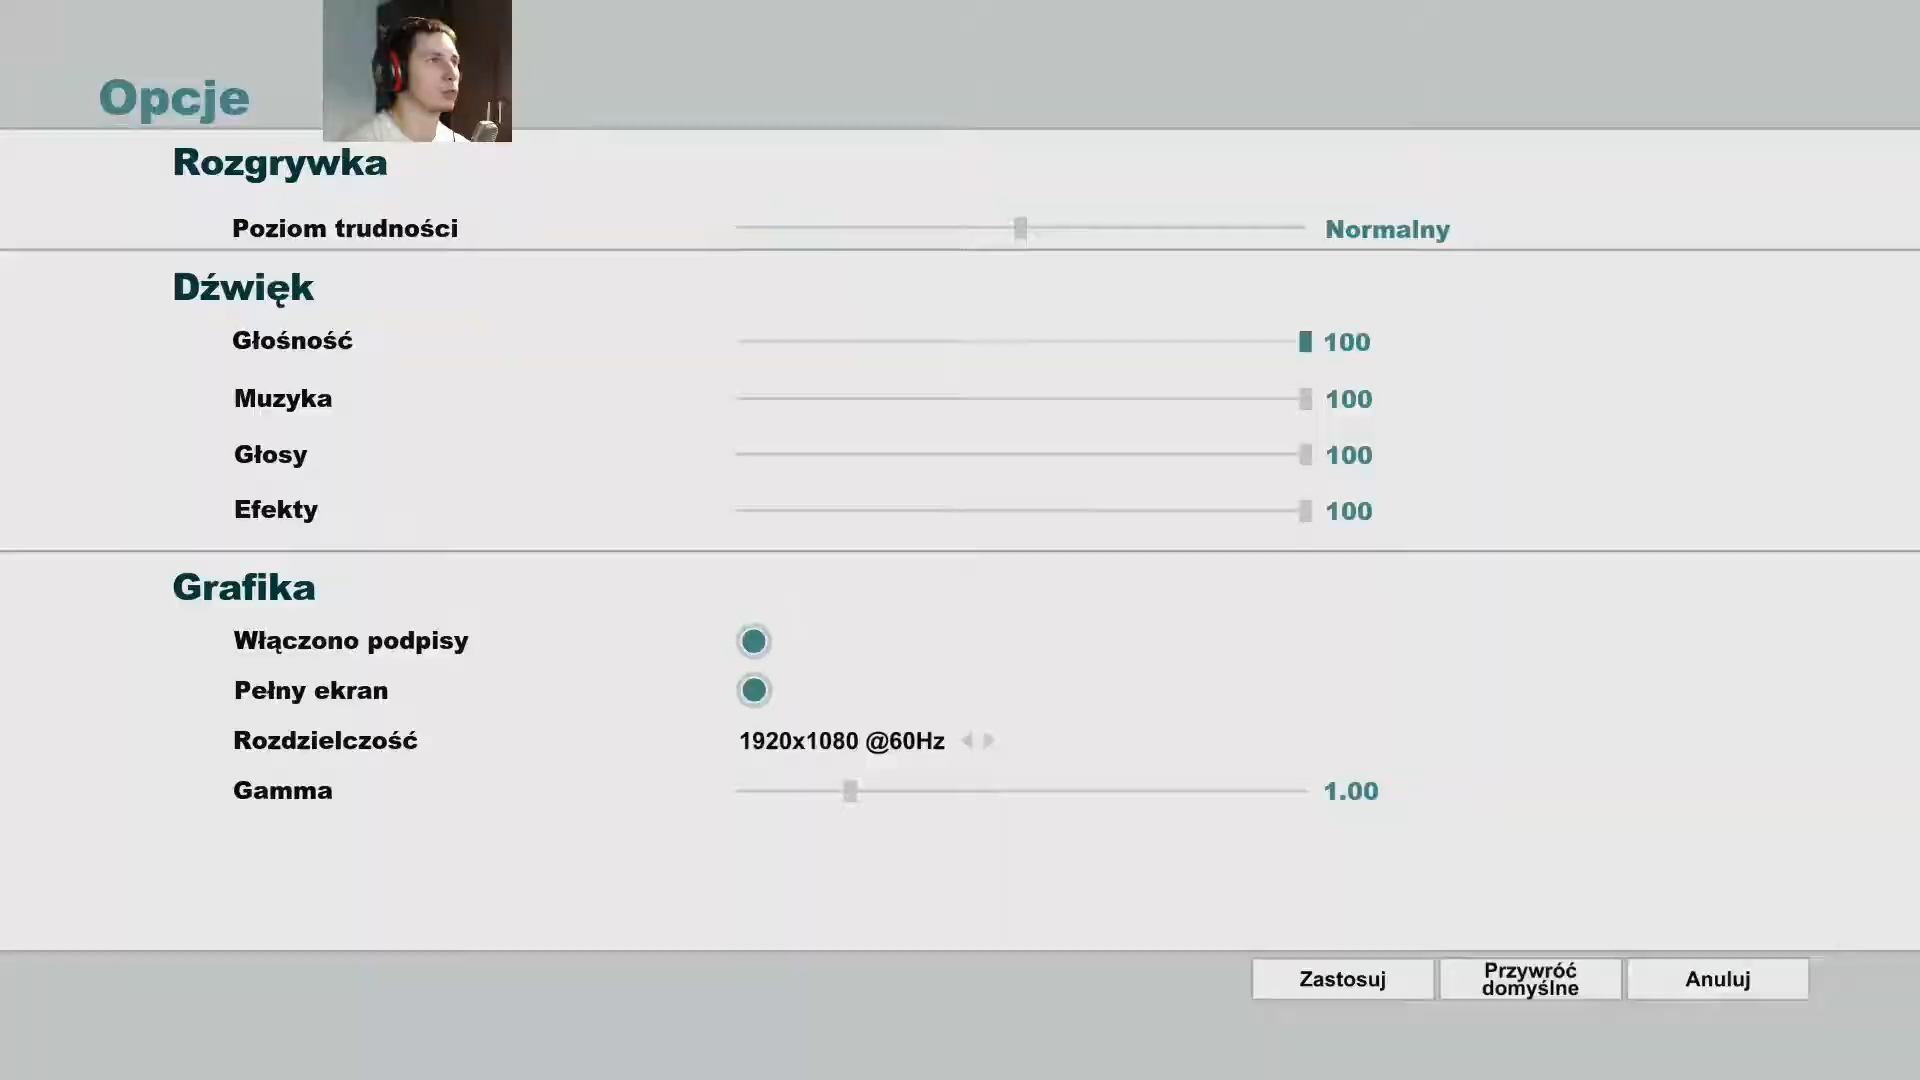 Opcje
Rozgrywka
Poziom trudności Normalny
Dźwięk
Głośność 100
Muzyka 100
Głosy 100
Efekty 100
Grafika
Włączono podpisy
Pełny ekran
Rozdzielczość 1920x1080 @60Hz
Gamma 1.00
Zastosuj Przywróć domyślne Anuluj